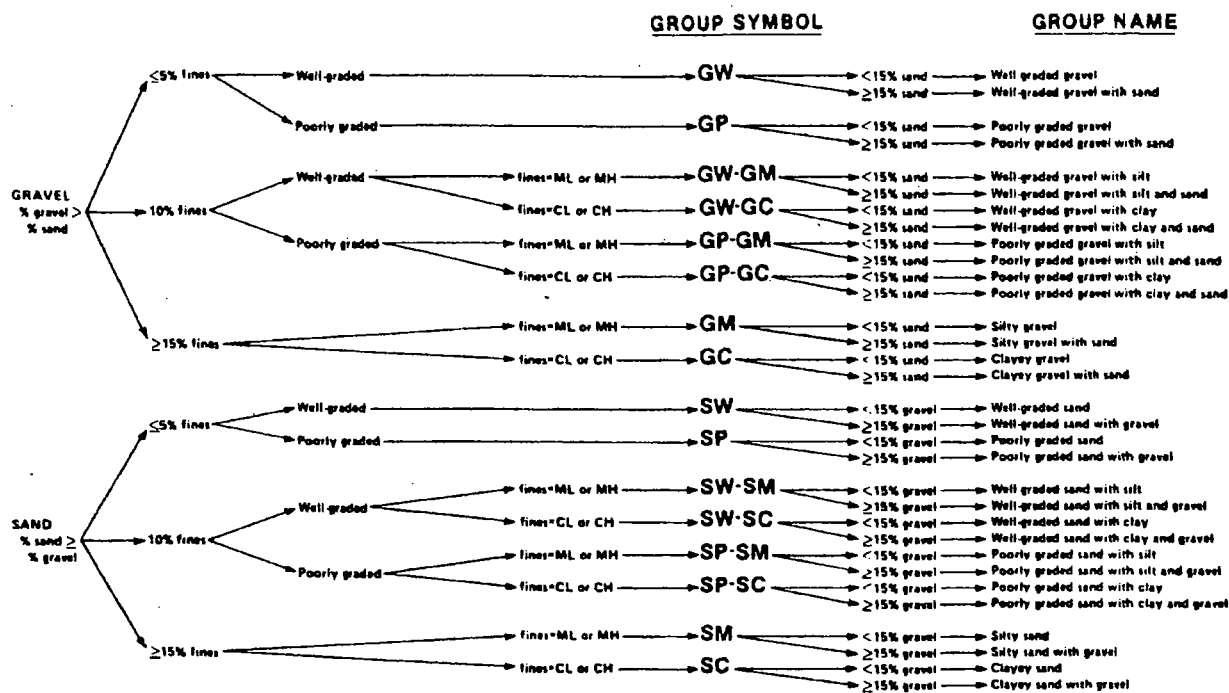 GROUP SYMBOL GROUP NAME
≤5% fines Well-graded GW <15% sand Well graded gravel
≥15% sand Well-graded gravel with sand
Poorly graded GP <15% sand Poorly graded gravel
≥15% sand Poorly graded gravel with sand
Well-graded fines=ML or MH GW-GM <15% sand Well-graded gravel with silt
≥15% sand Well-graded gravel with silt and sand
GRAVEL
% gravel >
% sand
10% fines fines=CL or CH GW-GC <15% sand Well-graded gravel with clay
≥15% sand Well-graded gravel with clay and sand
Poorly graded fines=ML or MH GP-GM <15% sand Poorly graded gravel with silt
≥15% sand Poorly graded gravel with silt and sand
fines=CL or CH GP-GC <15% sand Poorly graded gravel with clay
≥15% sand Poorly graded gravel with clay and sand
≥15% fines fines=ML or MH GM <15% sand Silty gravel
≥15% sand Silty gravel with sand
fines=CL or CH GC <15% sand Clayey gravel
≥15% sand Clayey gravel with sand
≤5% fines Well-graded SW <15% gravel Well-graded sand
≥15% gravel Well-graded sand with gravel
Poorly graded SP <15% gravel Poorly graded sand
≥15% gravel Poorly graded sand with gravel
Well-graded fines=ML or MH SW-SM <15% gravel Well-graded sand with silt
≥15% gravel Well-graded sand with silt and gravel
SAND
% sand ≥
% gravel
10% fines fines=CL or CH SW-SC <15% gravel Well-graded sand with clay
≥15% gravel Well-graded sand with clay and gravel
Poorly graded fines=ML or MH SP-SM <15% gravel Poorly graded sand with silt
≥15% gravel Poorly graded sand with silt and gravel
fines=CL or CH SP-SC <15% gravel Poorly graded sand with clay
≥15% gravel Poorly graded sand with clay and gravel
≥15% fines fines=ML or MH SM <15% gravel Silty sand
≥15% gravel Silty sand with gravel
fines=CL or CH SC <15% gravel Clayey sand
≥15% gravel Clayey sand with gravel